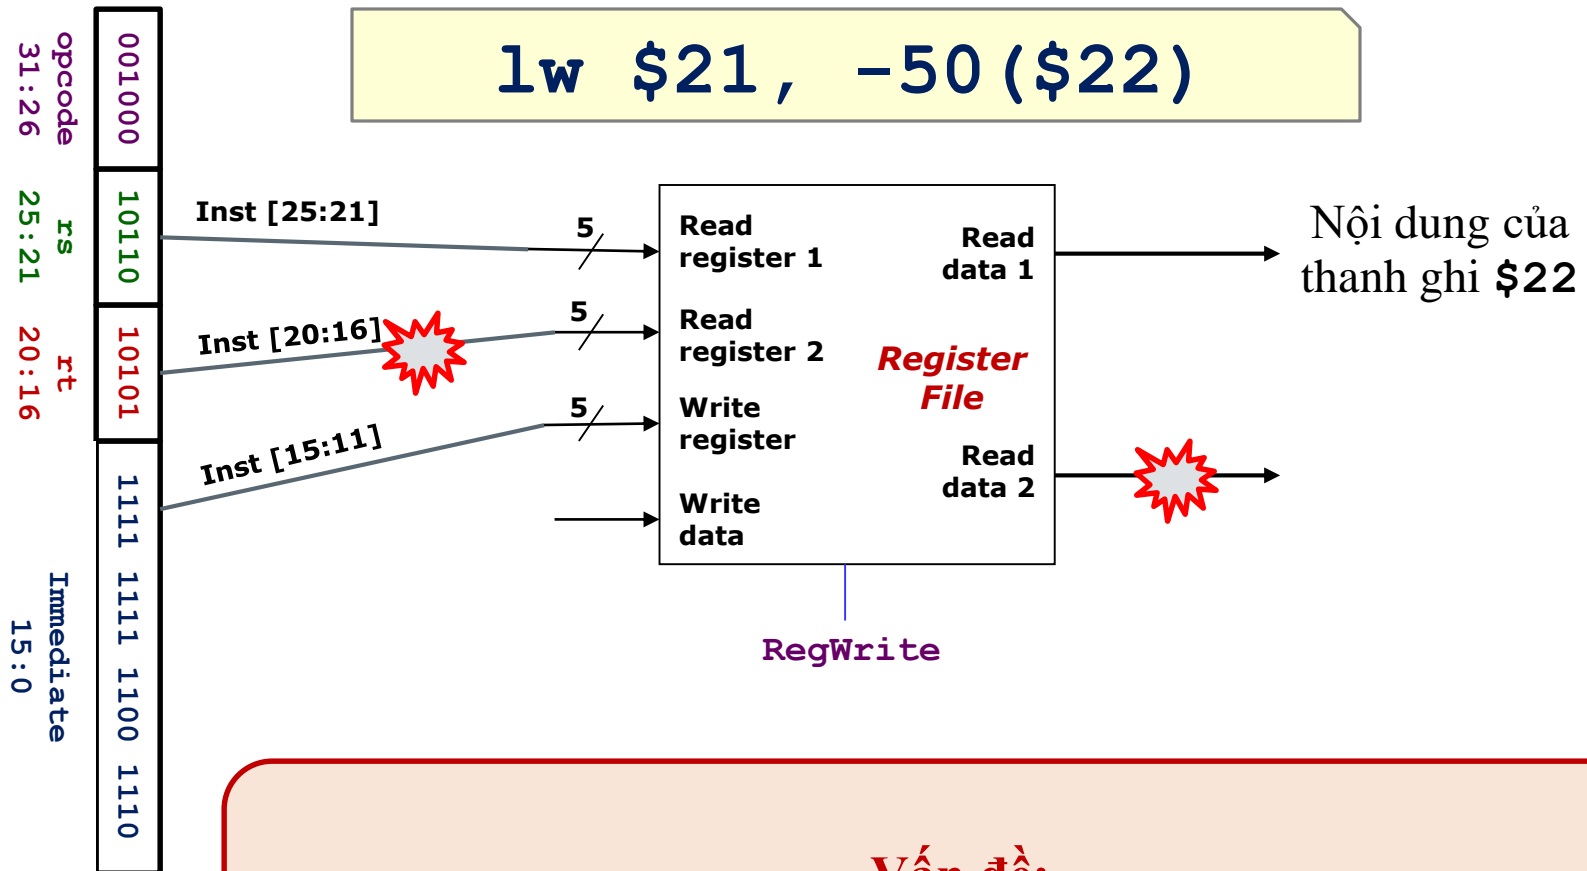 lw $21, -50($22)
opcode
31:26
001000
rs
25:21
10110
rt
20:16
10101
Immediate
15:0
1111 1111 1100 1110
Inst [25:21]
5
Inst [20:16]
5
Inst [15:11]
5
Read
register 1
Read
register 2
Write
register
Write
data
Read
data 1
Register
File
Read
data 2
RegWrite
Nội dung của
thanh ghi $22
Vấn đề: